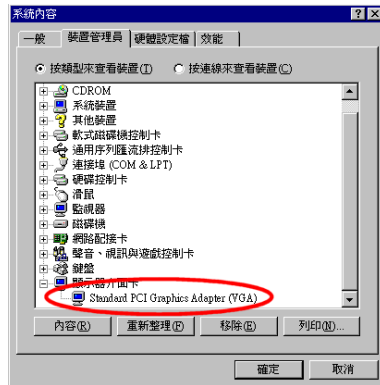 系統內容
一般 裝置管理員 硬體設定檔 效能
按類型來查看裝置(I) 按連線來查看裝置(C)
CDROM
系統裝置
其他裝置
軟式磁碟機控制卡
通用序列匯流排控制卡
連接埠 (COM & LPT)
硬碟控制卡
滑鼠
監視器
磁碟機
網路配接卡
聲音、視訊與遊戲控制卡
鍵盤
顯示器介面卡
Standard PCI Graphics Adapter (VGA)
內容(R) 重新整理(F) 移除(E) 列印(N)...
確定 取消